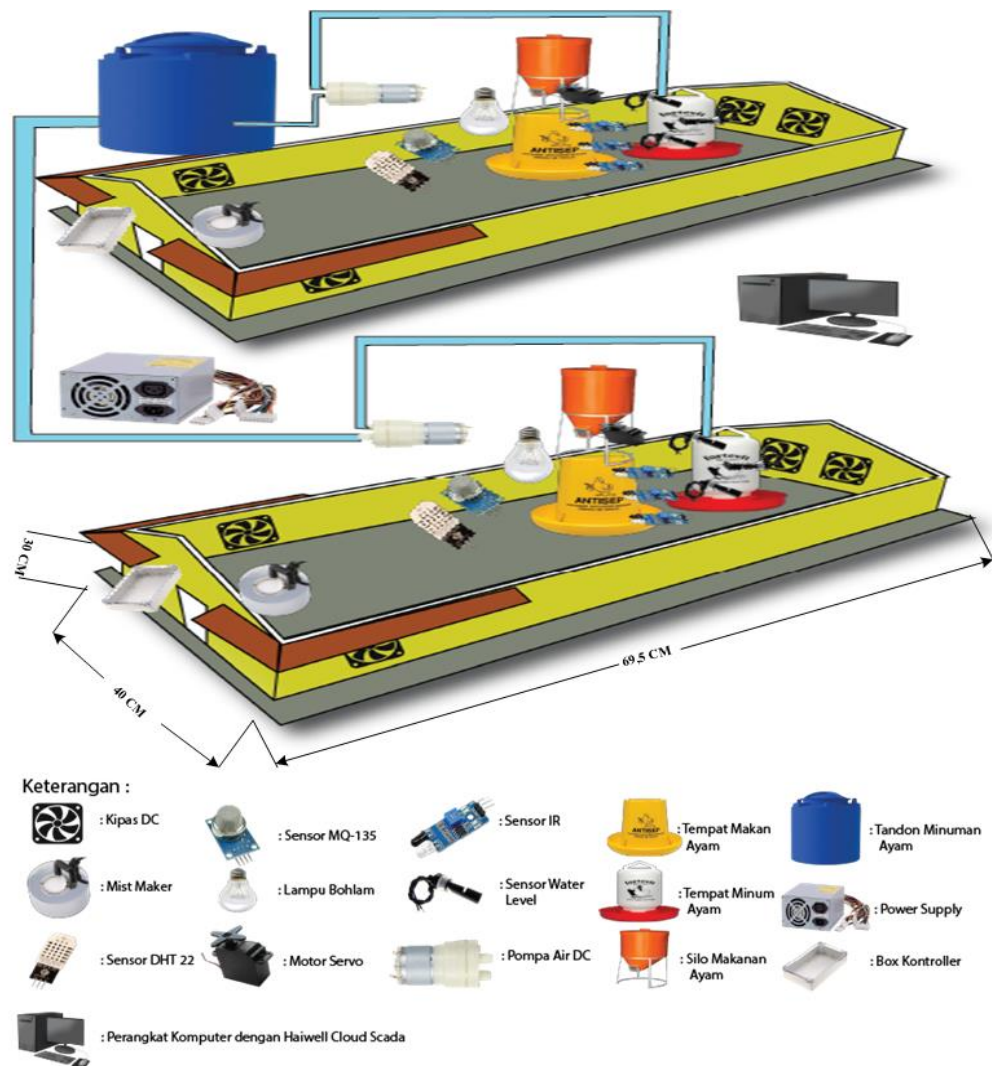 ANTISEP
ANTISEP
30 CM
40 CM
69,5 CM
Keterangan :
: Kipas DC
: Sensor MQ-135
: Sensor IR
: Tempat Makan
Ayam
: Tandon Minuman
Ayam
: Mist Maker
: Lampu Bohlam
: Sensor Water
Level
: Tempat Minum
Ayam
: Power Supply
: Sensor DHT 22
: Motor Servo
: Pompa Air DC
: Silo Makanan
Ayam
: Box Kontroller
: Perangkat Komputer dengan Haiwell Cloud Scada